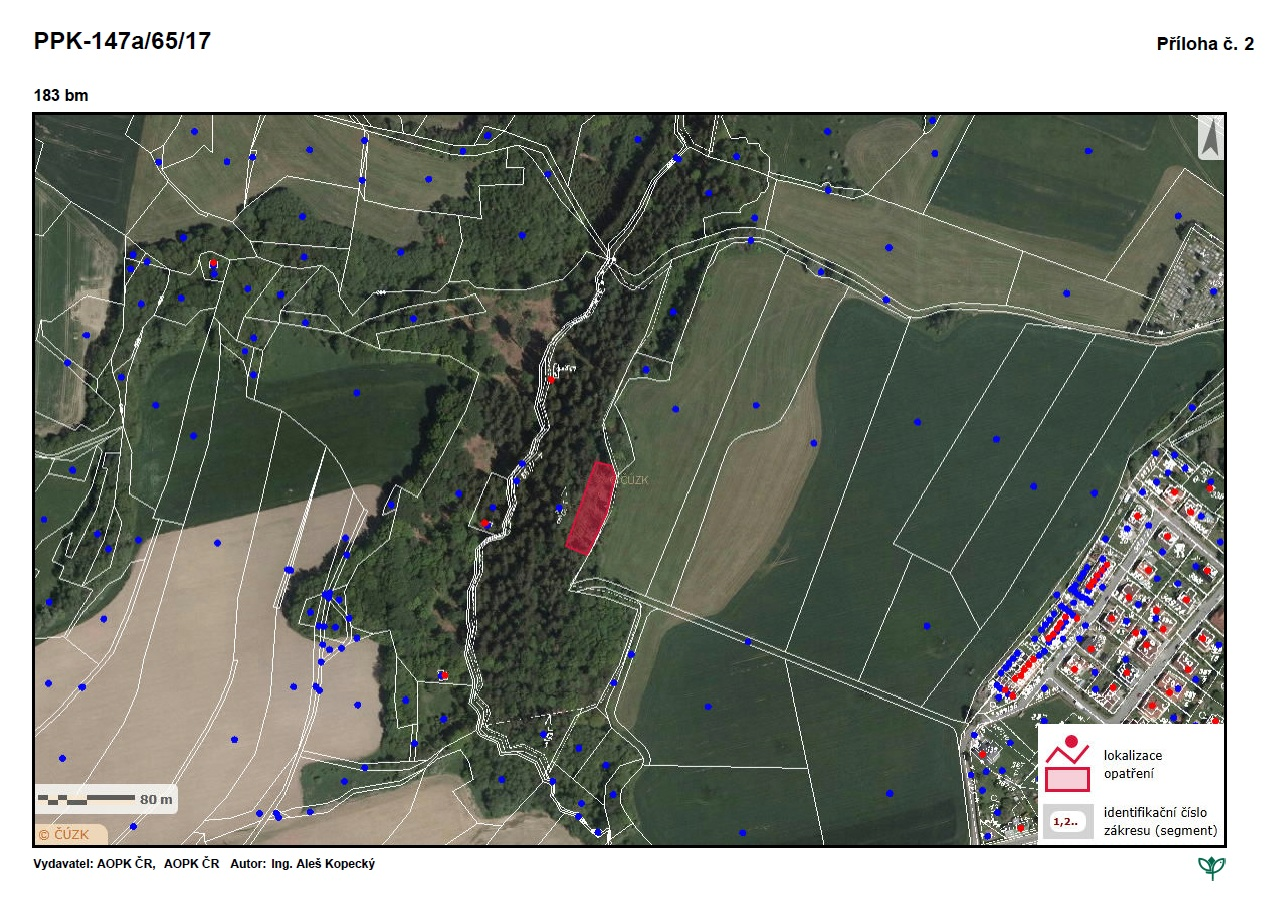 PPK-147a/65/17
Příloha č. 2
183 bm
© ČÚZK
lokalizace
opatření
80 m
identifikační číslo
1,2..
zákresu (segment)
© ČÚZK
Vydavatel: AOPK ČR, AOPK ČR Autor: Ing. Aleš Kopecký